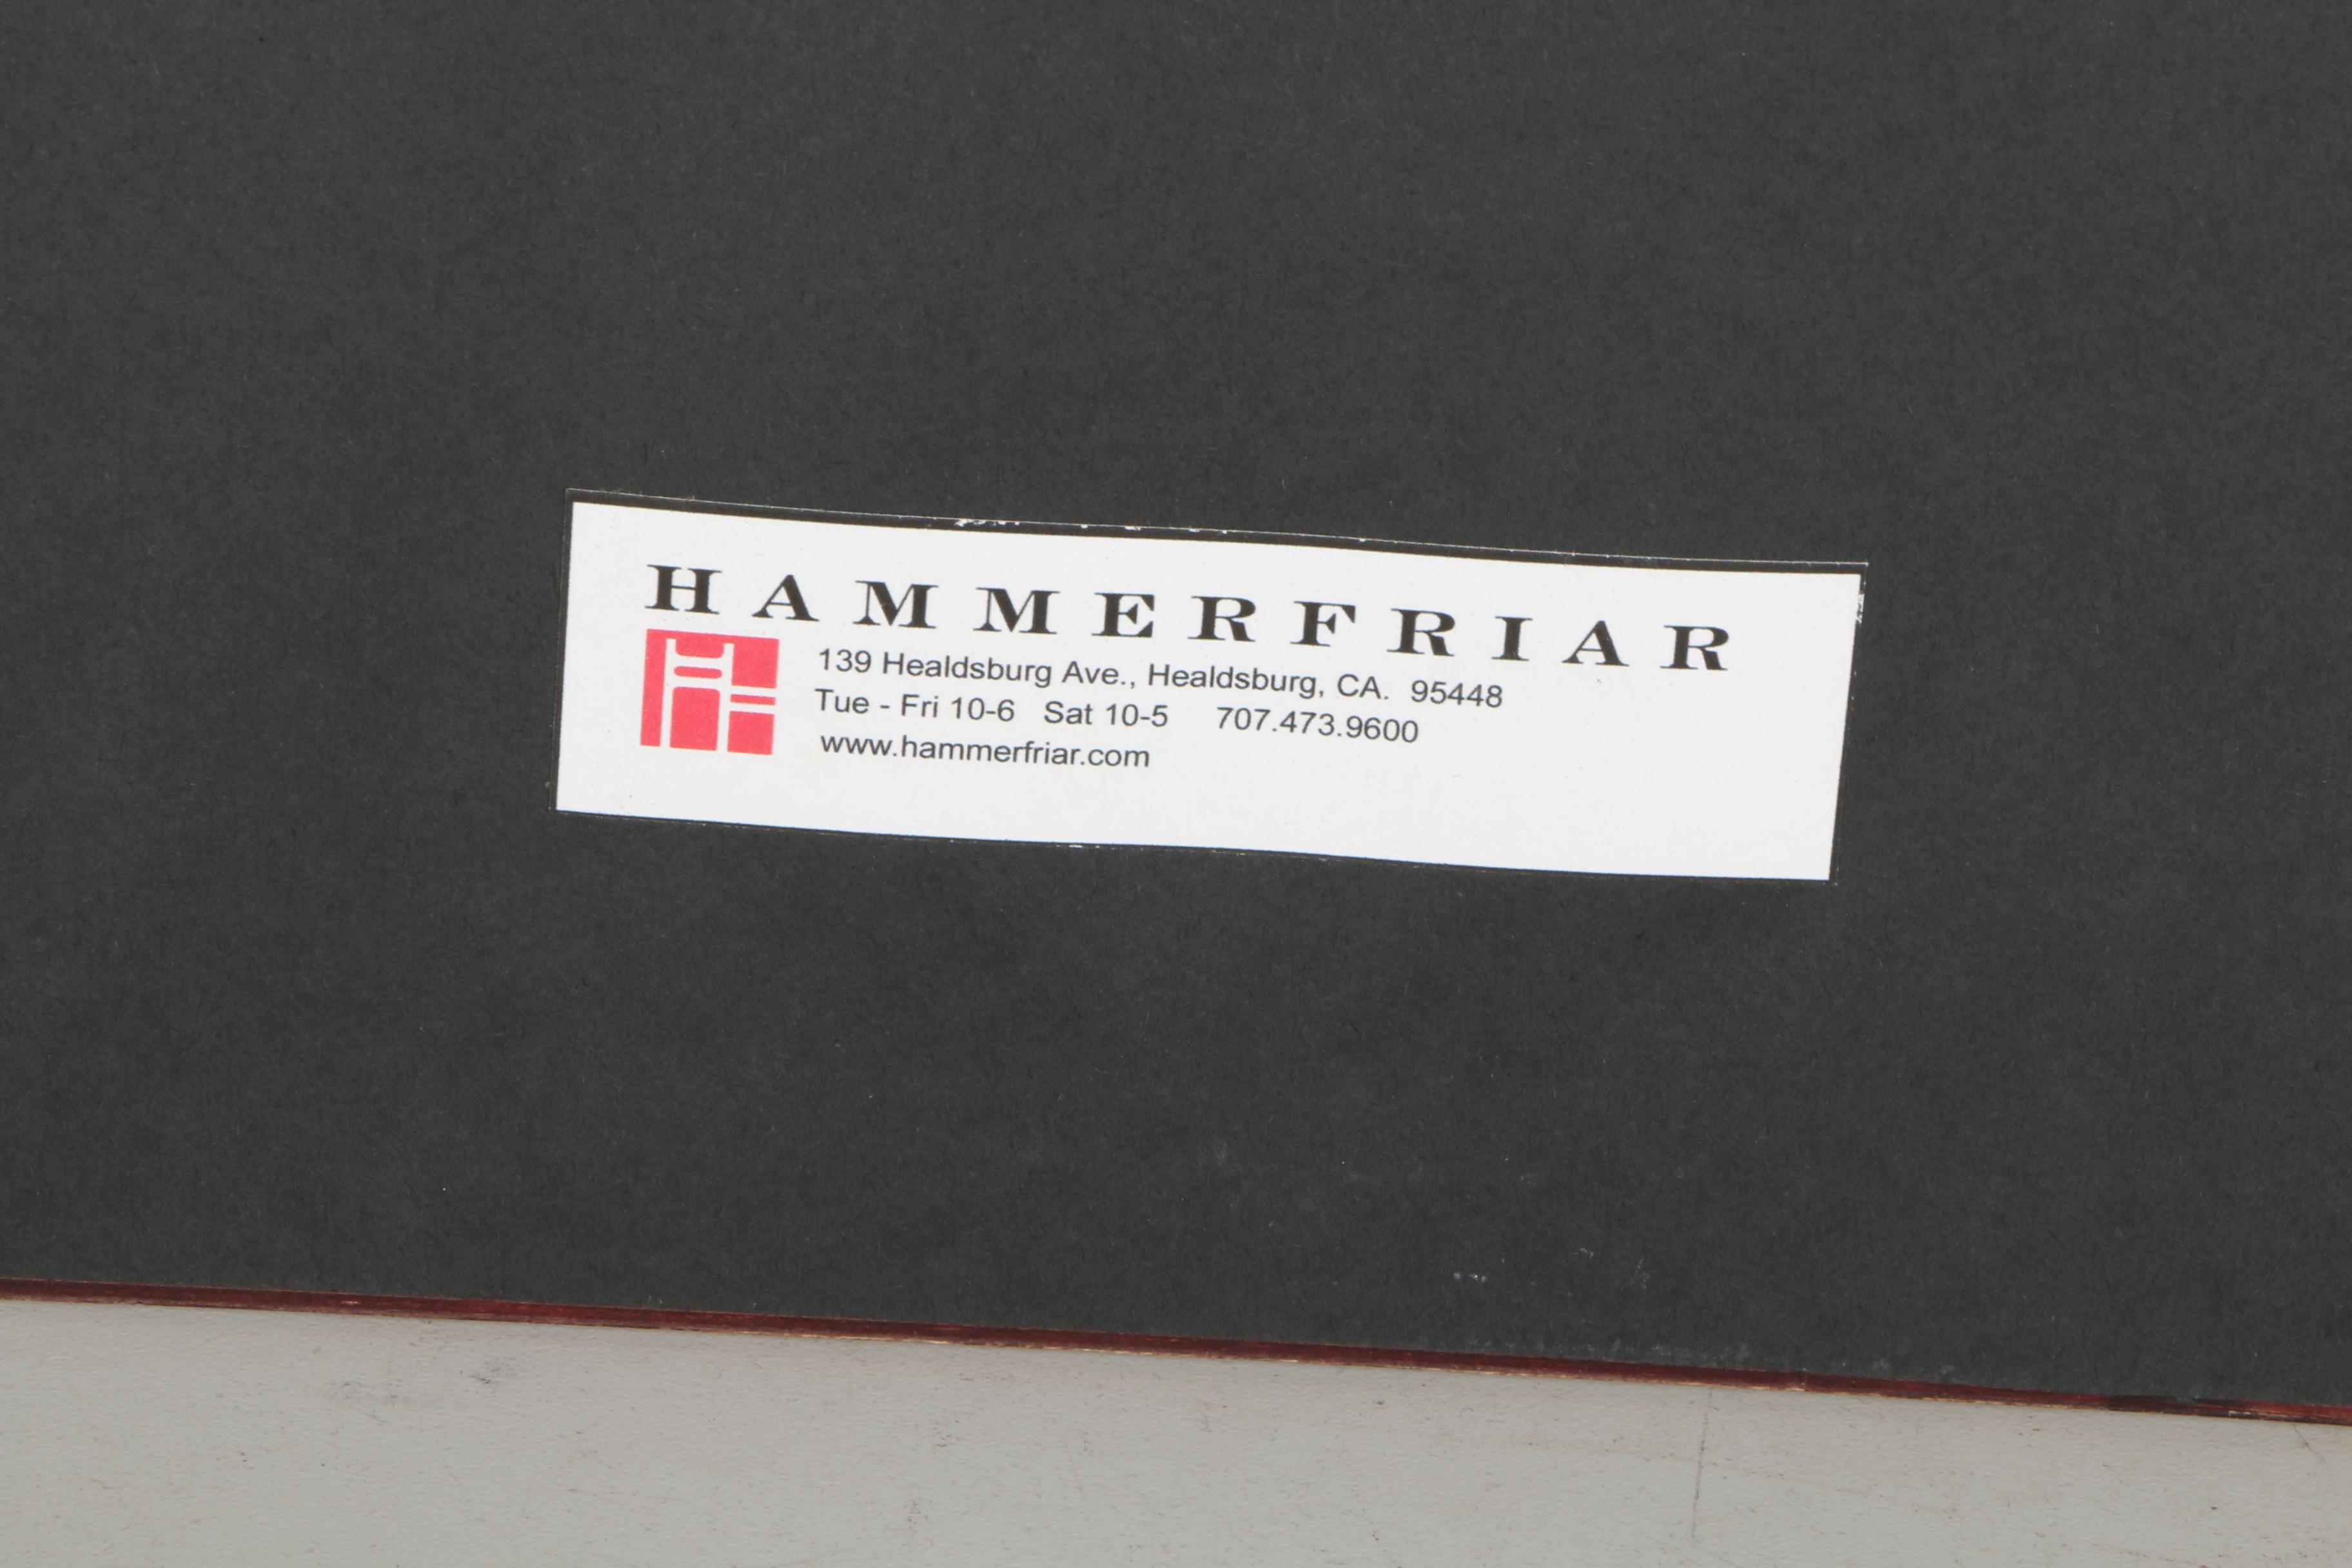 HAMMERFRIAR
139 Healdsburg Ave., Healdsburg, CA. 95448
Tue - Fri 10-6 Sat 10-5 707.473.9600
www.hammerfriar.com